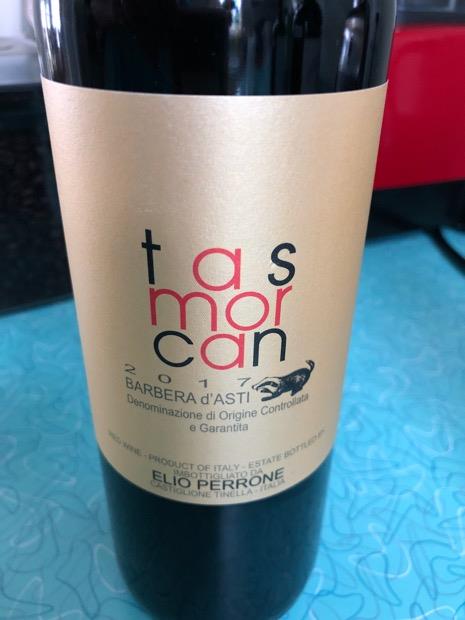 tas
mor
can
2017
BARBERA d'ASTI
Denominazione di Origine Controllata
e Garantita
RED WINE - PRODUCT OF ITALY - ESTATE BOTTLED BY
IMBOTTIGLIATO DA
ELIO PERRONE
CASTIGLIONE TINELLA - ITALIA